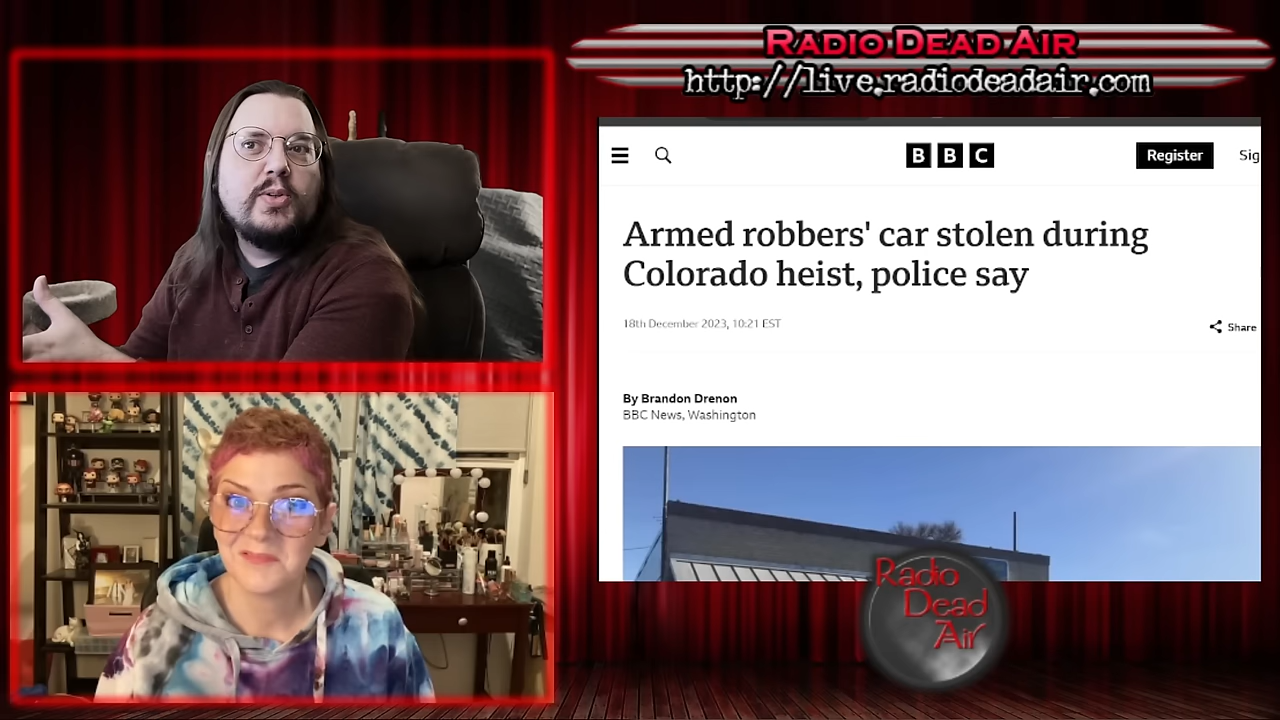 RADIO DEAD AIR
http://live.radiodeadair.com
BBC
Register
Sig
Armed robbers' car stolen during
Colorado heist, police say
18th December 2023, 10:21 EST
Share
By Brandon Drenon
BBC News, Washington
Radio
Dead
Air